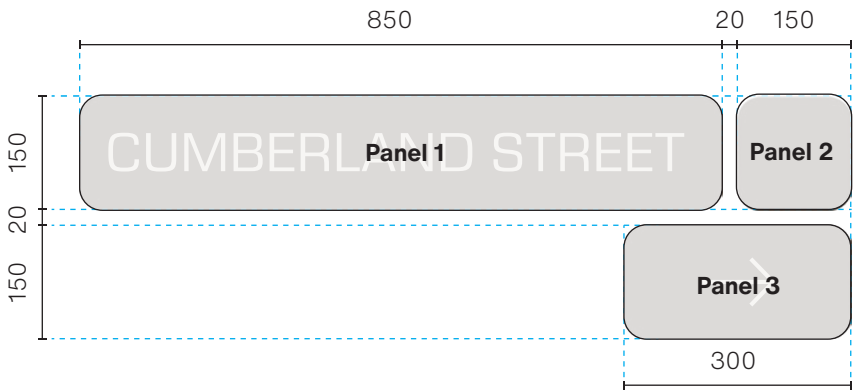 850 20 150
CUMBERLAND STREET
Panel 1
Panel 2
150
20
150
Panel 3
300